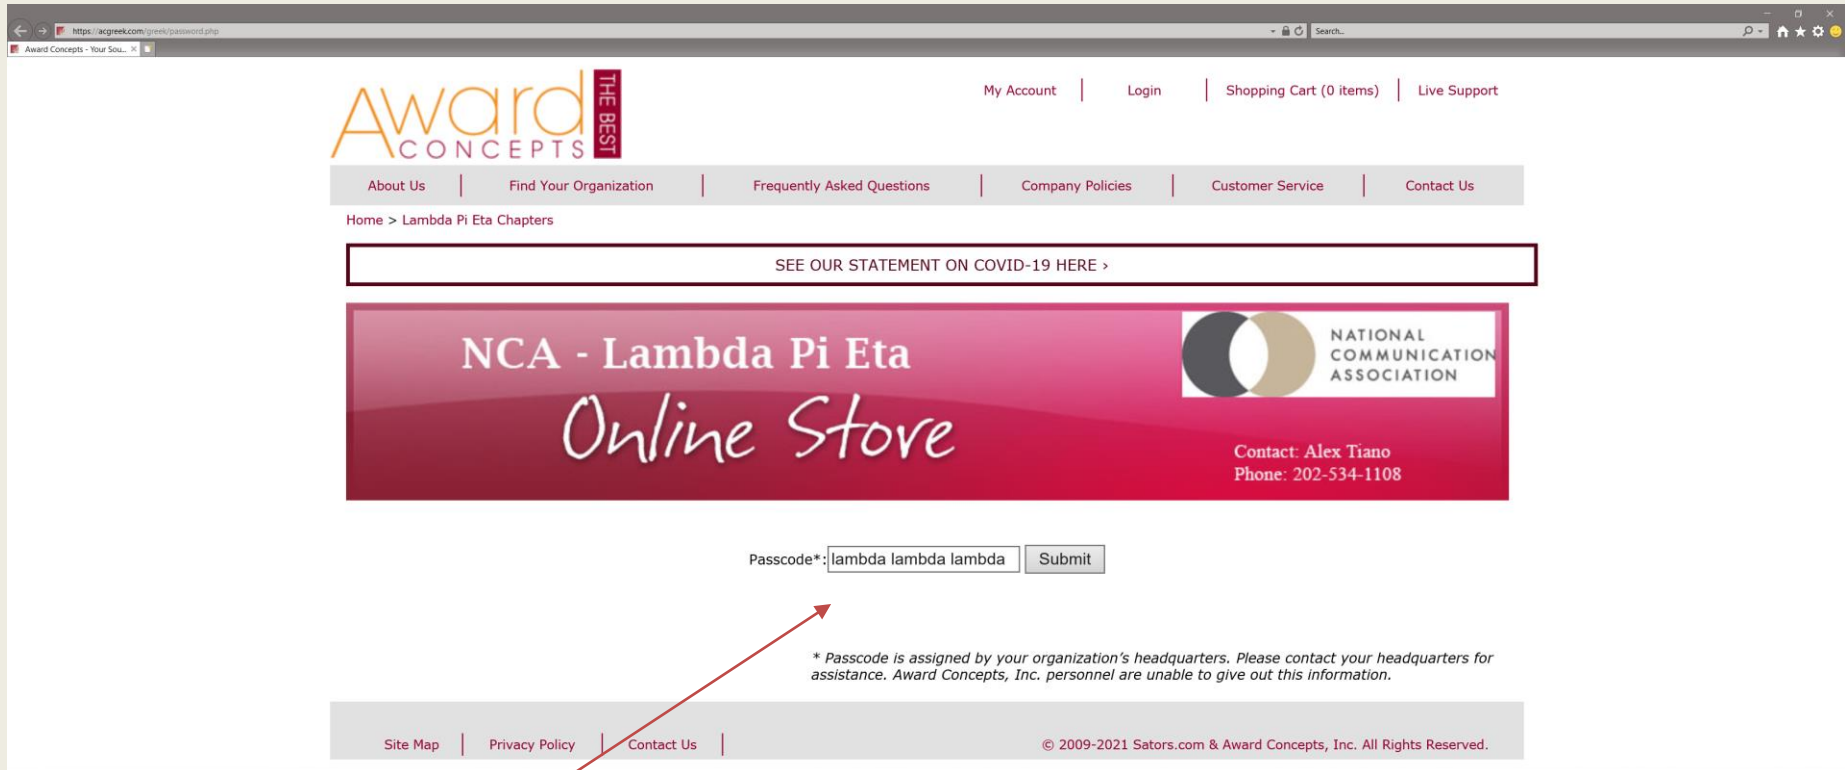 https://acgreek.com/greek/password.php
Search...
Award Concepts - Your Sou...
Award
CONCEPTS
THE BEST
My Account
Login
Shopping Cart (0 items)
Live Support
About Us
Find Your Organization
Frequently Asked Questions
Company Policies
Customer Service
Contact Us
Home > Lambda Pi Eta Chapters
SEE OUR STATEMENT ON COVID-19 HERE ›
NCA - Lambda Pi Eta
Online Store
NATIONAL
COMMUNICATION
ASSOCIATION
Contact: Alex Tiano
Phone: 202-534-1108
Passcode*: lambda lambda lambda Submit
* Passcode is assigned by your organization's headquarters. Please contact your headquarters for
assistance. Award Concepts, Inc. personnel are unable to give out this information.
Site Map
Privacy Policy
Contact Us
© 2009-2021 Sators.com & Award Concepts, Inc. All Rights Reserved.